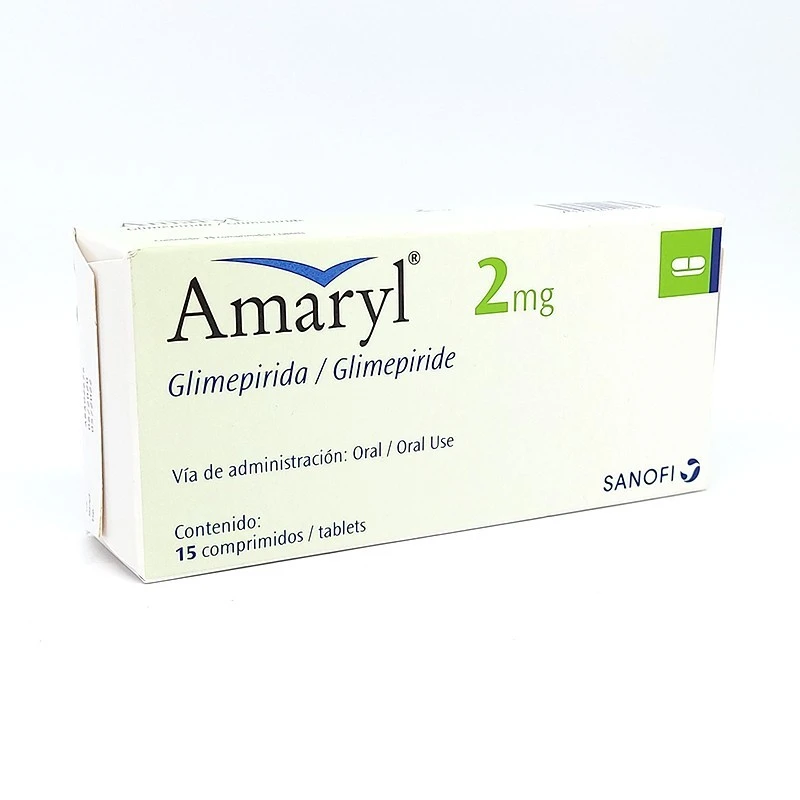 Amaryl®
2mg
Glimepirida / Glimepiride
Vía de administración: Oral / Oral Use
SANOFI
Contenido:
15 comprimidos / tablets